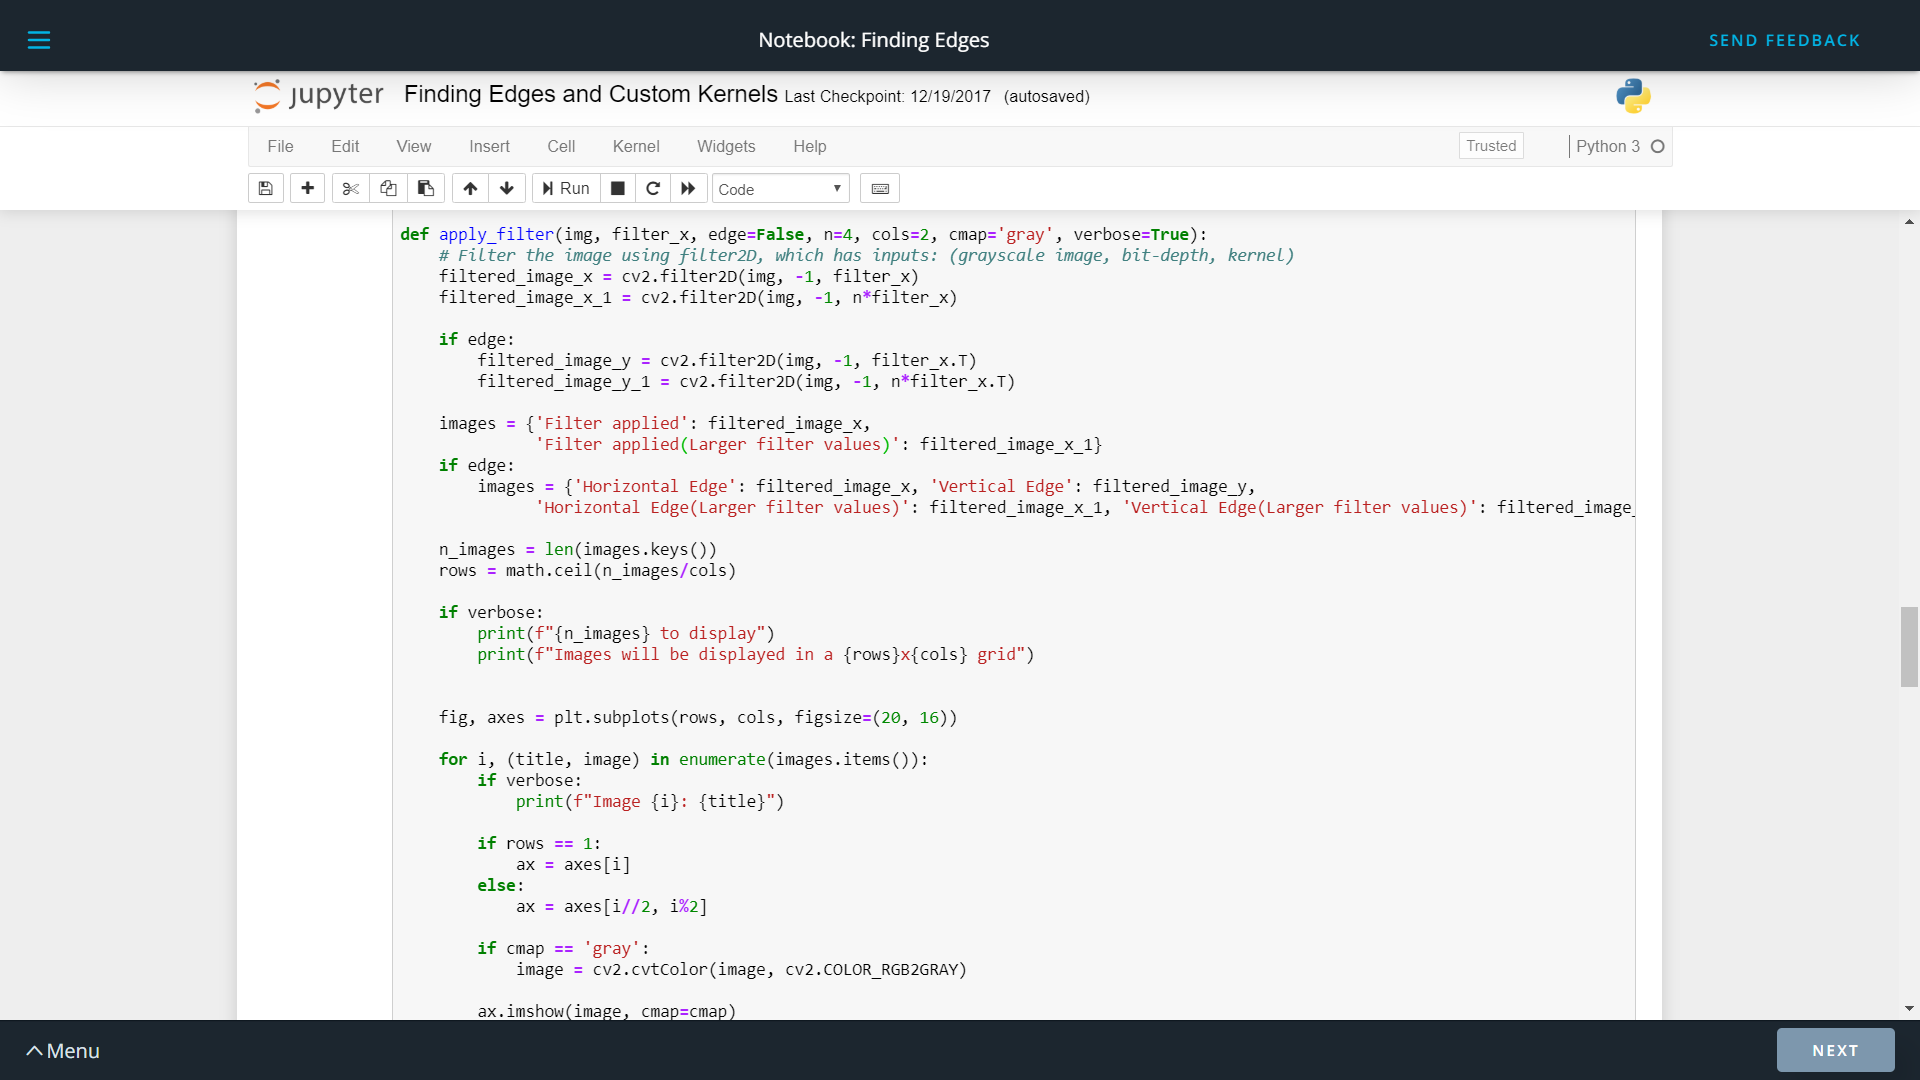 Notebook: Finding Edges
SEND FEEDBACK
jupyter Finding Edges and Custom Kernels Last Checkpoint: 12/19/2017 (autosaved)
File Edit View Insert Cell Kernel Widgets Help Trusted Python 3
Run Code
def apply_filter(img, filter_x, edge=False, n=4, cols=2, cmap='gray', verbose=True):
    # Filter the image using filter2D, which has inputs: (grayscale image, bit-depth, kernel)
    filtered_image_x = cv2.filter2D(img, -1, filter_x)
    filtered_image_x_1 = cv2.filter2D(img, -1, n*filter_x)
    if edge:
        filtered_image_y = cv2.filter2D(img, -1, filter_x.T)
        filtered_image_y_1 = cv2.filter2D(img, -1, n*filter_x.T)
    images = {'Filter applied': filtered_image_x,
              'Filter applied(Larger filter values)': filtered_image_x_1}
    if edge:
        images = {'Horizontal Edge': filtered_image_x, 'Vertical Edge': filtered_image_y,
              'Horizontal Edge(Larger filter values)': filtered_image_x_1, 'Vertical Edge(Larger filter values)': filtered_image_
    n_images = len(images.keys())
    rows = math.ceil(n_images/cols)
    if verbose:
        print(f"{n_images} to display")
        print(f"Images will be displayed in a {rows}x{cols} grid")
    fig, axes = plt.subplots(rows, cols, figsize=(20, 16))
    for i, (title, image) in enumerate(images.items()):
        if verbose:
            print(f"Image {i}: {title}")
        if rows == 1:
            ax = axes[i]
        else:
            ax = axes[i//2, i%2]
        if cmap == 'gray':
            image = cv2.cvtColor(image, cv2.COLOR_RGB2GRAY)
        ax.imshow(image, cmap=cmap)
Menu
NEXT